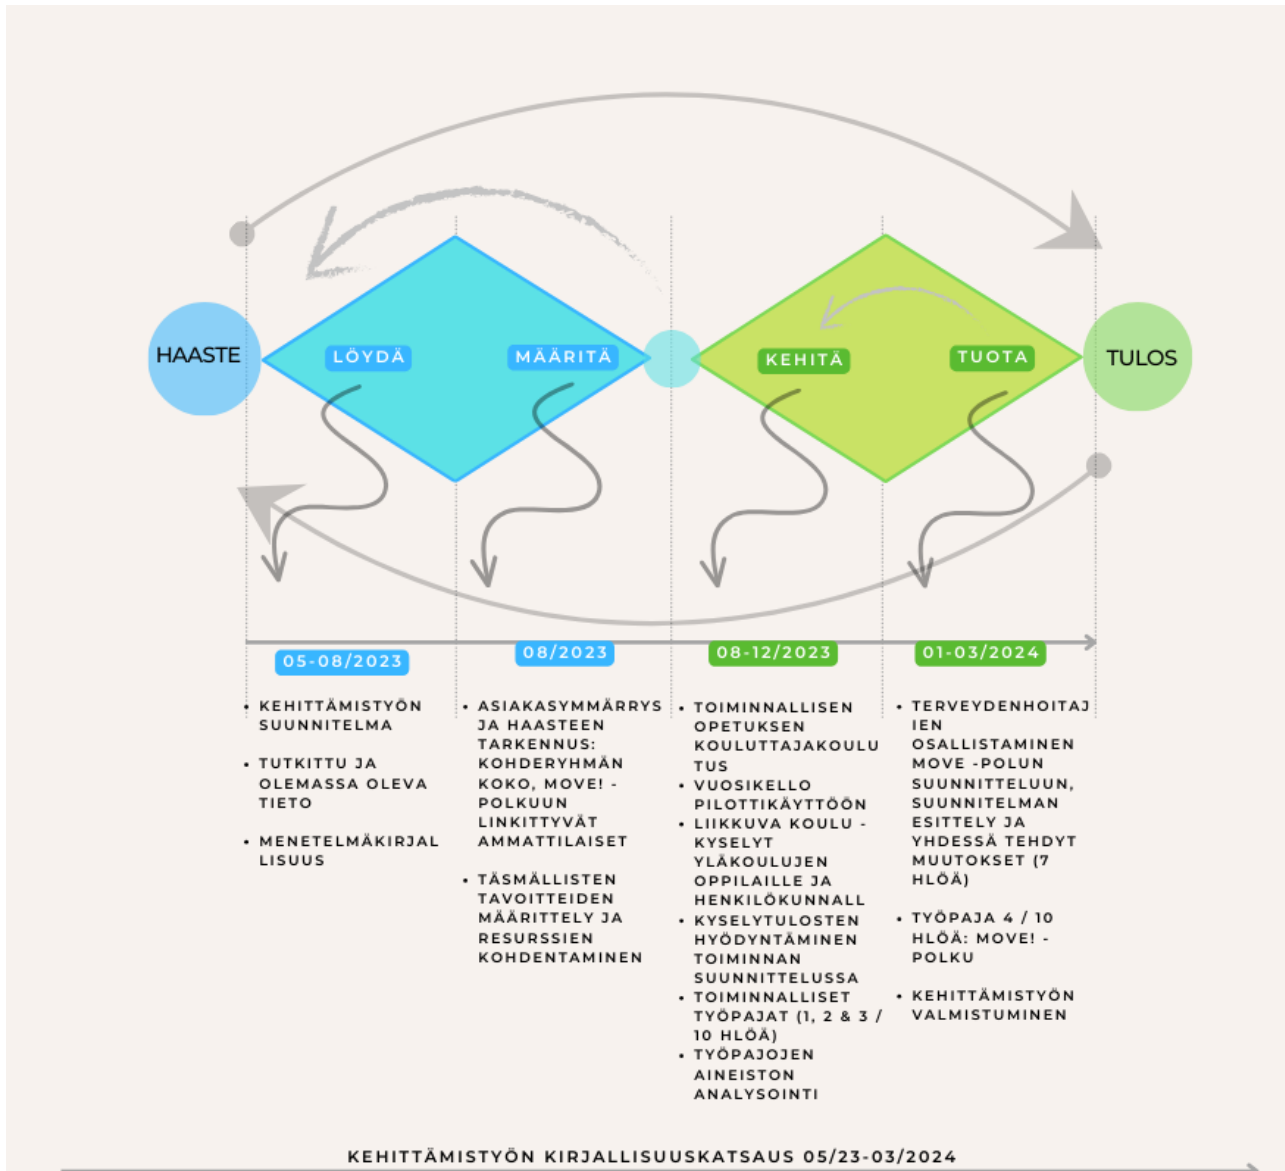 HAASTE
LÖYDÄ
MÄÄRITÄ
KEHITÄ
TUOTA
TULOS
05-08/2023
08/2023
08-12/2023
01-03/2024
• KEHITTÄMISTYÖN
SUUNNITELMA
• TUTKITTU JA
OLEMASSA OLEVA
TIETO
• MENETELMÄKIRJAL
LISUUS
• ASIAKASYMMÄRRYS
JA HAASTEEN
TARKENNUS:
KOHDERYHMÄN
KOKO, MOVE! -
POLKUUN
LINKITTYVÄT
AMMATTILAISET
• TÄSMÄLLISTEN
TAVOITTEIDEN
MÄÄRITTELY JA
RESURSSIEN
KOHDENTAMINEN
• TOIMINNALLISEN
OPETUKSEN
KOULUTTAJAKOULU
TUS
• VUOSIKELLO
PILOTTIKÄYTTÖÖN
• LIIKKUVA KOULU -
KYSELYT
YLÄKOULUJEN
OPPILAILLE JA
HENKILÖKUNNALL
• KYSELYTULOSTEN
HYÖDYNTÄMINEN
TOIMINNAN
SUUNNITTELUSSA
• TOIMINNALLISET
TYÖPAJAT (1, 2 & 3 /
10 HLÖÄ)
• TYÖPAJOJEN
AINEISTON
ANALYSOINTI
• TERVEYDENHOITAJ
IEN
OSALLISTAMINEN
MOVE -POLUN
SUUNNITTELUUN,
SUUNNITELMAN
ESITTELY JA
YHDESSÄ TEHDYT
MUUTOKSET (7
HLÖÄ)
• TYÖPAJA 4 / 10
HLÖÄ: MOVE! -
POLKU
• KEHITTÄMISTYÖN
VALMISTUMINEN
KEHITTÄMISTYÖN KIRJALLISUUSKATSAUS 05/23-03/2024